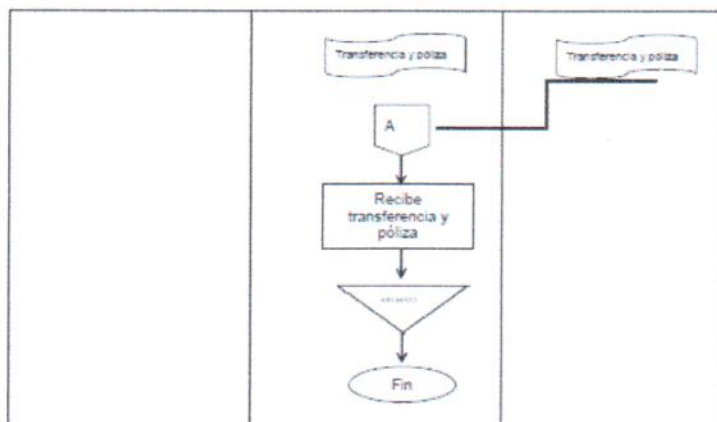 Transferencia y póliza
Transferencia y póliza
A
Recibe
transferencia y
póliza
Fin